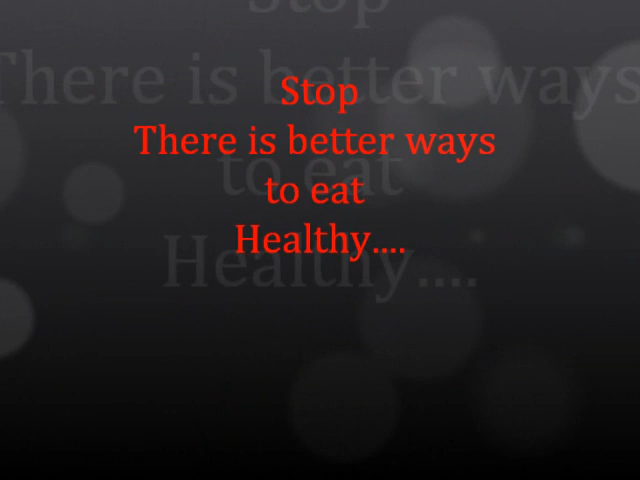 Stop
There is better ways
to eat
Healthy....